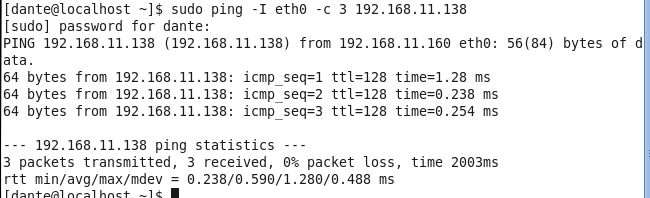 [dante@localhost ~]$ sudo ping -I eth0 -c 3 192.168.11.138
[sudo] password for dante:
PING 192.168.11.138 (192.168.11.138) from 192.168.11.160 eth0: 56(84) bytes of d
ata.
64 bytes from 192.168.11.138: icmp_seq=1 ttl=128 time=1.28 ms
64 bytes from 192.168.11.138: icmp_seq=2 ttl=128 time=0.238 ms
64 bytes from 192.168.11.138: icmp_seq=3 ttl=128 time=0.254 ms
--- 192.168.11.138 ping statistics ---
3 packets transmitted, 3 received, 0% packet loss, time 2003ms
rtt min/avg/max/mdev = 0.238/0.590/1.280/0.488 ms
[dante@localhost ~]$